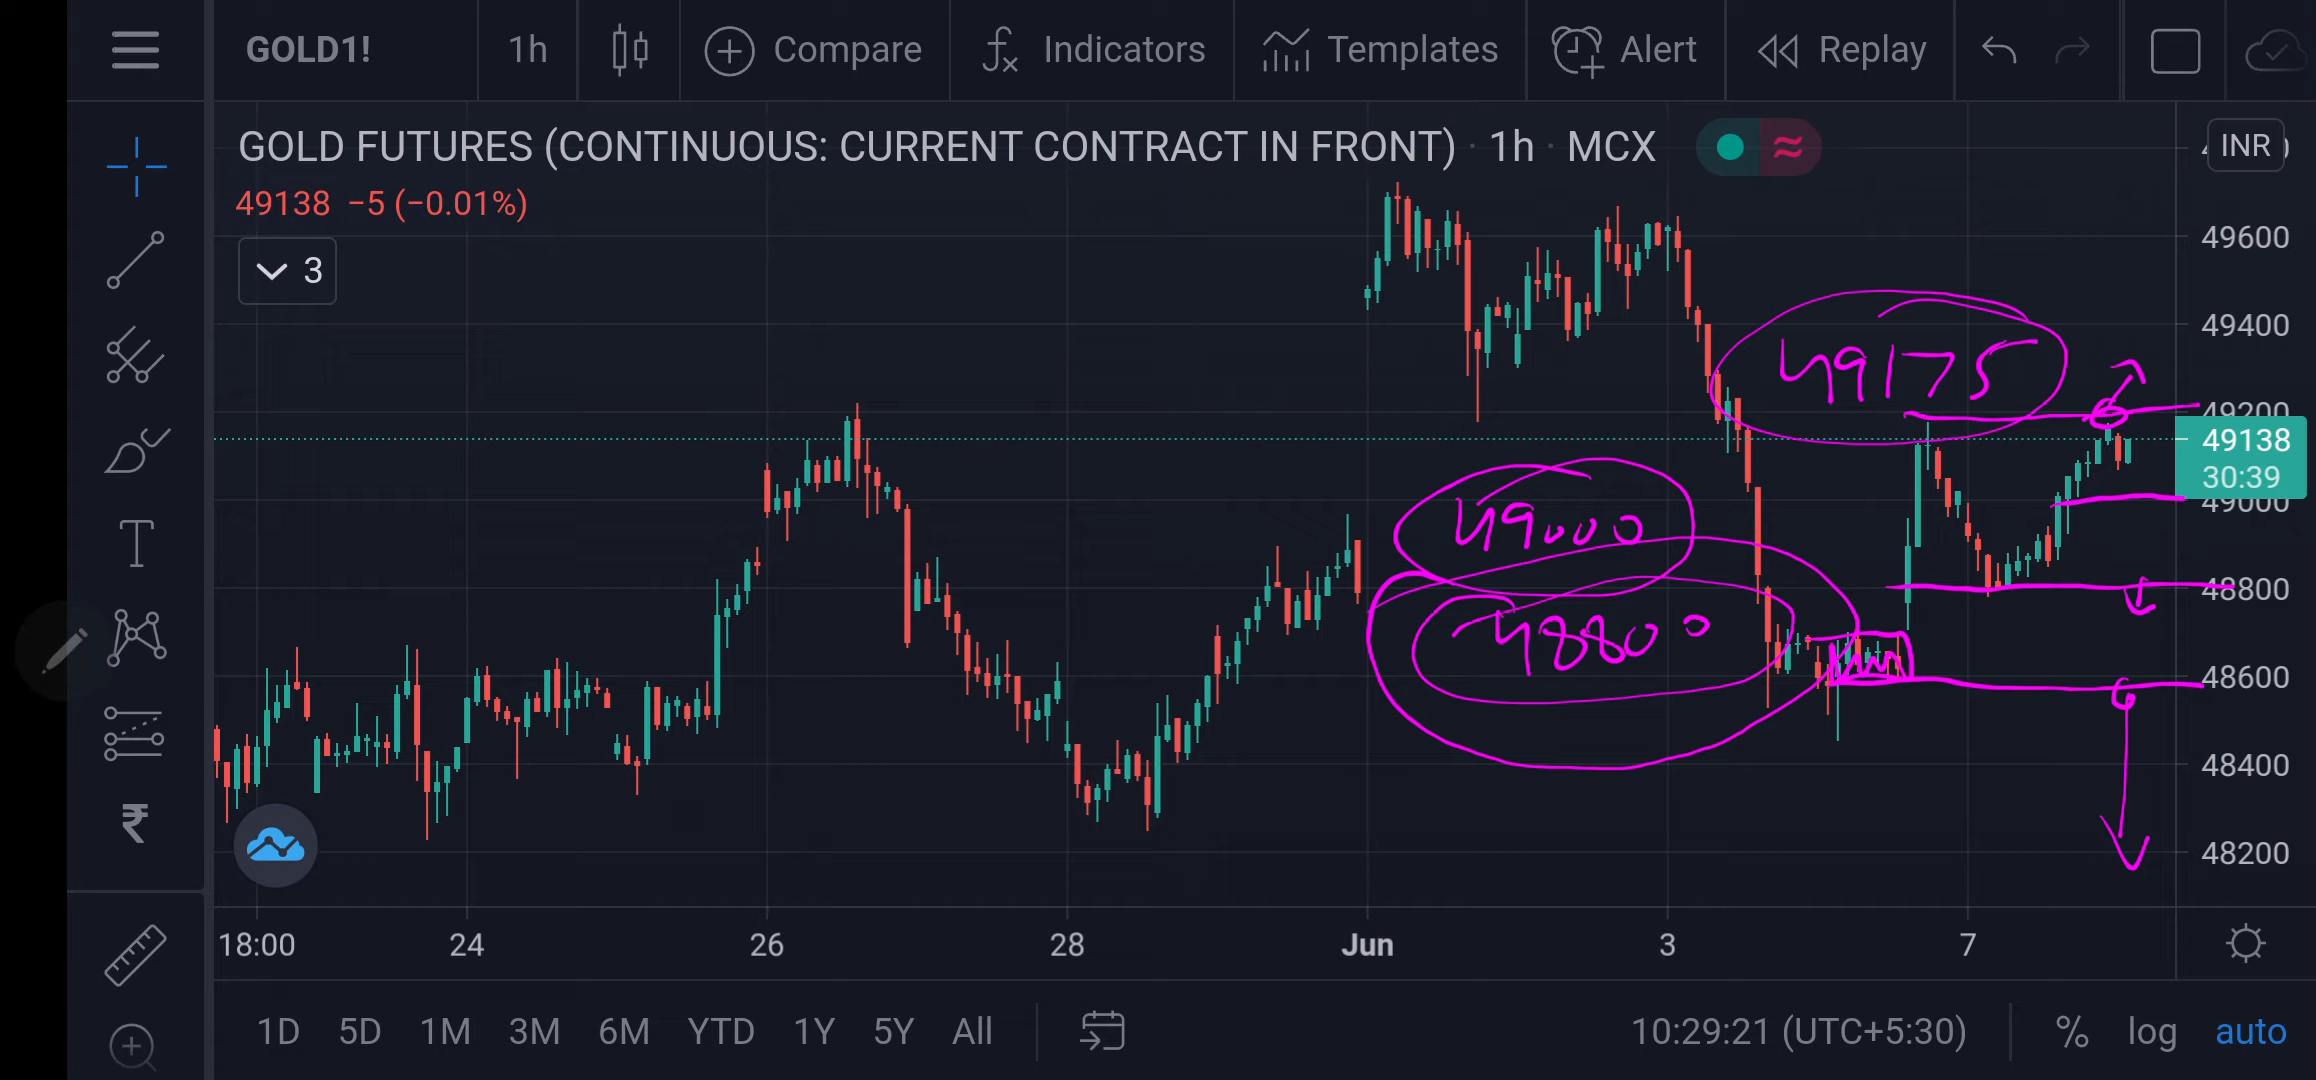 GOLD1! 1h Compare Indicators Templates Alert Replay
GOLD FUTURES (CONTINUOUS: CURRENT CONTRACT IN FRONT) · 1h · MCX
INR
49138 −5 (−0.01%)
3
49600
49400
49175
49200
49138
30:39
49000
49000
48800
48800
48600
48400
48200
18:00 24 26 28 Jun 3 7
1D 5D 1M 3M 6M YTD 1Y 5Y All 10:29:21 (UTC+5:30) % log auto